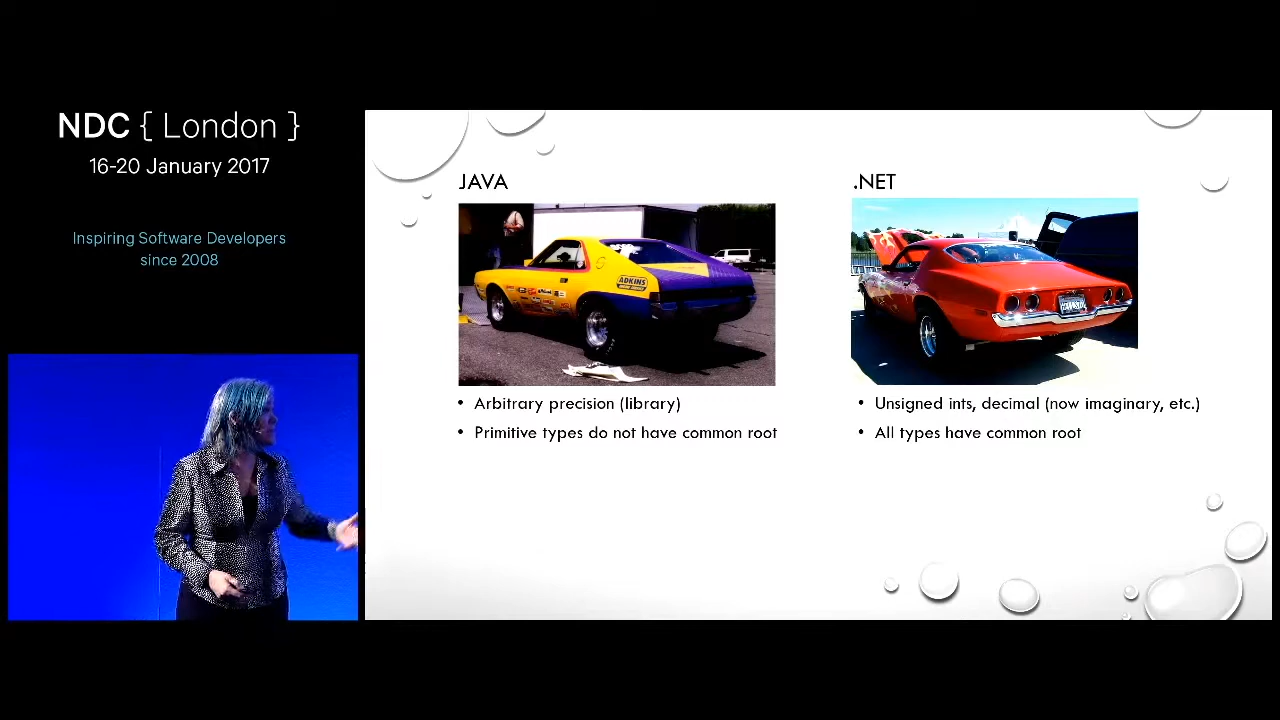 NDC { London }
16-20 January 2017
Inspiring Software Developers
since 2008
JAVA
ADKINS
• Arbitrary precision (library)
• Primitive types do not have common root
.NET
• Unsigned ints, decimal (now imaginary, etc.)
• All types have common root